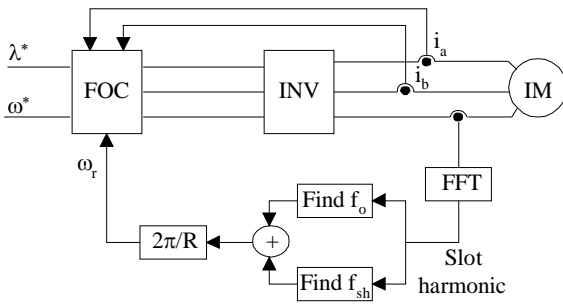 i_a
λ*
i_b
FOC
INV
IM
ω*
ω_r
FFT
Find f_o
2π/R
+
Slot
harmonic
Find f_sh